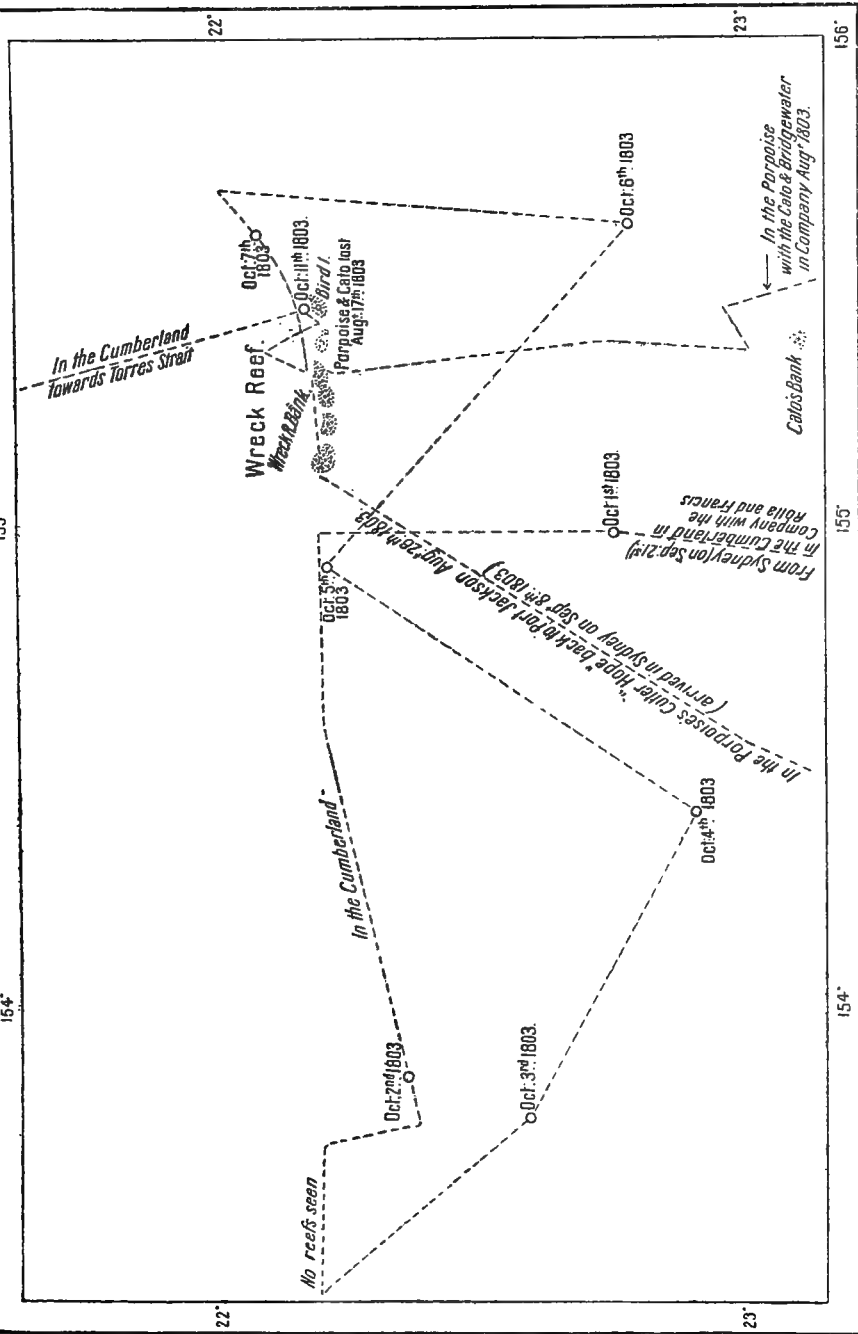 22°
23°
156°
In the Cumberland
Towards Torres Strait
Oct. 7th
1803
Oct. 11th 1803.
Bird I.
Porpoise & Cato lost
Augt. 17th 1803
Wreck Reef.
Wreck R. Bank
Oct. 6th 1803
In the Porpoise
with the Cato & Bridgewater
in Company Augt. 1803.
Cato's Bank
155°
Oct. 5th
1803
Oct. 1st 1803.
From Sydney (on Sep. 21st)
In the Cumberland in
Company with the
Rolla and Francis
In the Porpoise's Cutter "Hope" back to Port Jackson Augt. 26th 1803
(arrived in Sydney on Sept. 8th 1803)
In the Cumberland
Oct. 4th 1803
154°
154°
Oct. 2nd 1803.
Oct. 3rd 1803.
No reefs seen
22°
23°